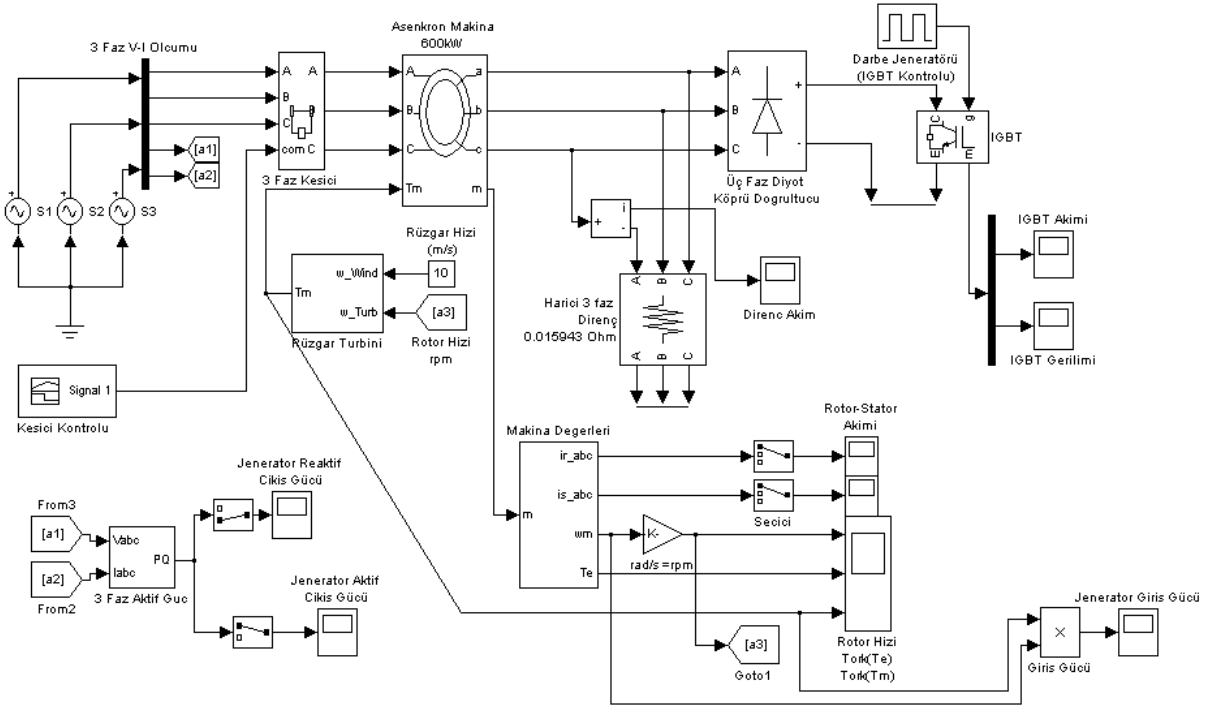 3 Faz V-I Olcumu
S1
S2
S3
[a1]
[a2]
A
B
C
com
A
B
C
3 Faz Kesici
Asenkron Makina
600kW
A
B
C
Tm
a
b
c
m
A
B
C
+
-
Üç Faz Diyot
Köprü Dogrultucu
Darbe Jeneratörü
(IGBT Kontrolu)
C
g
E
m
IGBT
IGBT Akimi
IGBT Gerilimi
+
i
-
Direnc Akim
A
B
C
Harici 3 faz
Direnç
0.015943 Ohm
A
B
C
Rüzgar Hizi
(m/s)
10
w_Wind
Tm
w_Turb
[a3]
Rüzgar Turbini
Rotor Hizi
rpm
Signal 1
Kesici Kontrolu
Makina Degerleri
m
ir_abc
is_abc
wm
Te
Secici
K-
rad/s =rpm
Rotor-Stator
Akimi
Rotor Hizi
Tork(Te)
Tork(Tm)
[a3]
Goto1
×
Giris Gücü
Jenerator Giris Gücü
Jenerator Reaktif
Cikis Gücü
From3
[a1]
[a2]
From2
Vabc
Iabc
PQ
3 Faz Aktif Guc
Jenerator Aktif
Cikis Gücü